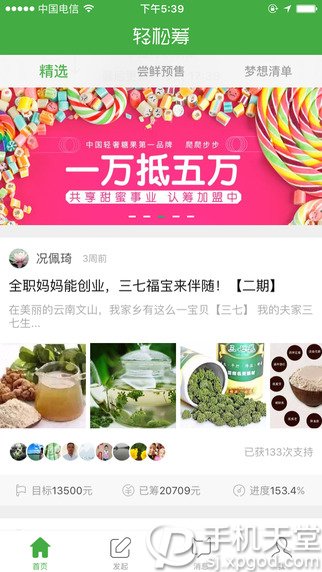 中国电信
下午5:39
轻松筹
精选
尝鲜预售
梦想清单
中国轻奢糖果第一品牌 爬爬步步
一万抵五万
共享甜蜜事业 认筹加盟中
况佩琦 3周前
全职妈妈能创业，三七福宝来伴随！【二期】
在美丽的云南文山，我家乡有这么一宝贝【三七】 我的夫家三
七生...
已获133次支持
目标13500元
已筹20709元
进度153.4%
首页
发起
消息
手机天堂
sj.xpgod.com